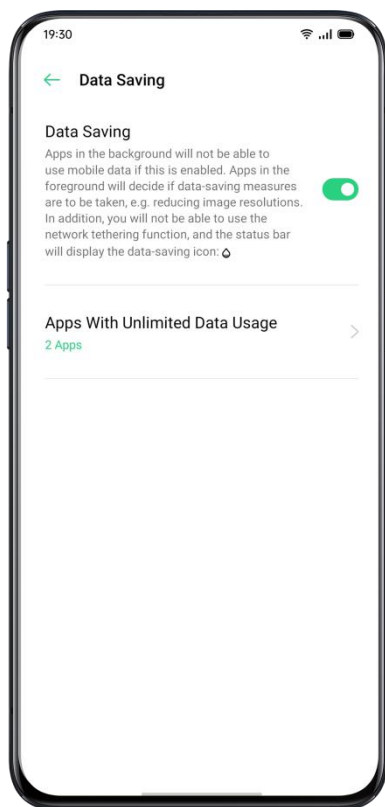 19:30
Data Saving
Data Saving
Apps in the background will not be able to
use mobile data if this is enabled. Apps in the
foreground will decide if data-saving measures
are to be taken, e.g. reducing image resolutions.
In addition, you will not be able to use the
network tethering function, and the status bar
will display the data-saving icon:
Apps With Unlimited Data Usage
2 Apps